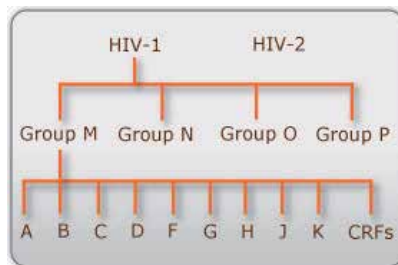 HIV-1 HIV-2
Group M Group N Group O Group P
A B C D F G H J K CRFs